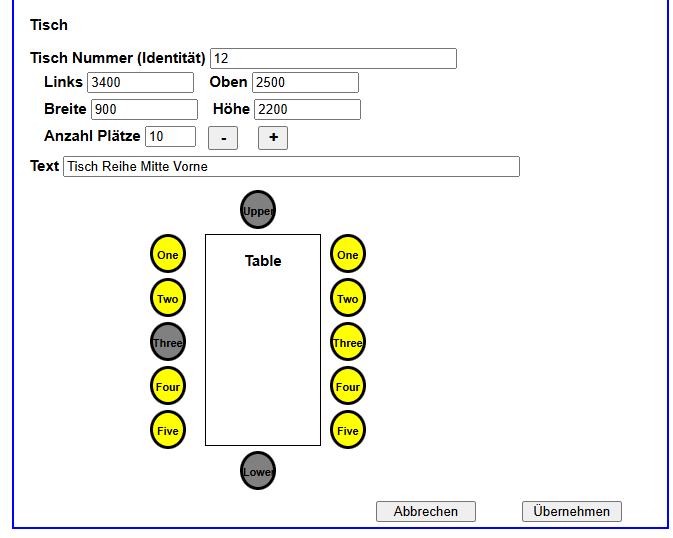 Tisch
Tisch Nummer (Identität) 12
Links 3400 Oben 2500
Breite 900 Höhe 2200
Anzahl Plätze 10 - +
Text Tisch Reihe Mitte Vorne
Upper
One Table One
Two Two
Three Three
Four Four
Five Five
Lower
Abbrechen Übernehmen